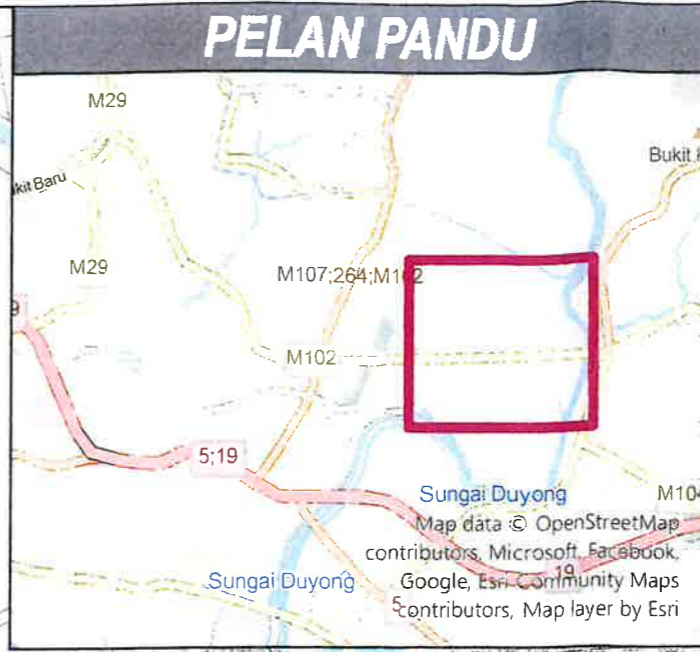 PELAN PANDU
M29
Bukit
kit Baru
M29
M107;264;M102
M102
5;19
Sungai Duyong
M104
Map data © OpenStreetMap
contributors, Microsoft, Facebook,
Sungai Duyong
Google, Esri Community Maps
19
5
contributors, Map layer by Esri